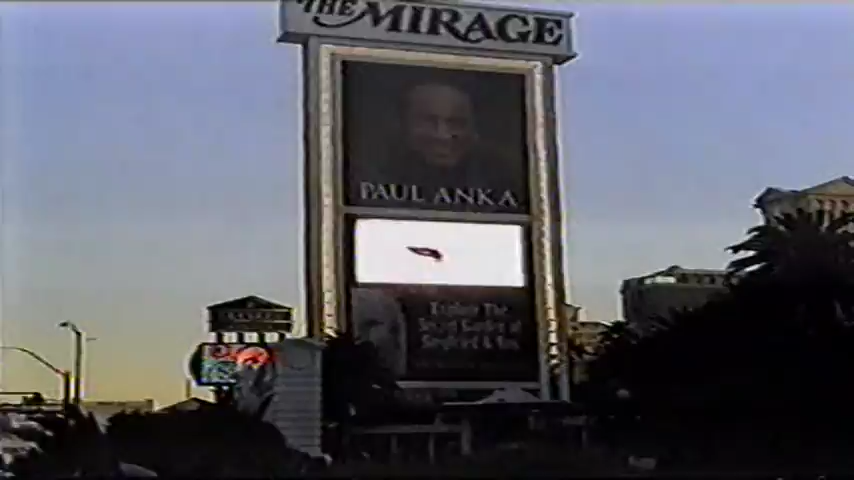 THE MIRAGE
PAUL ANKA
Explore The
Secret Garden of
Siegfried & Roy.